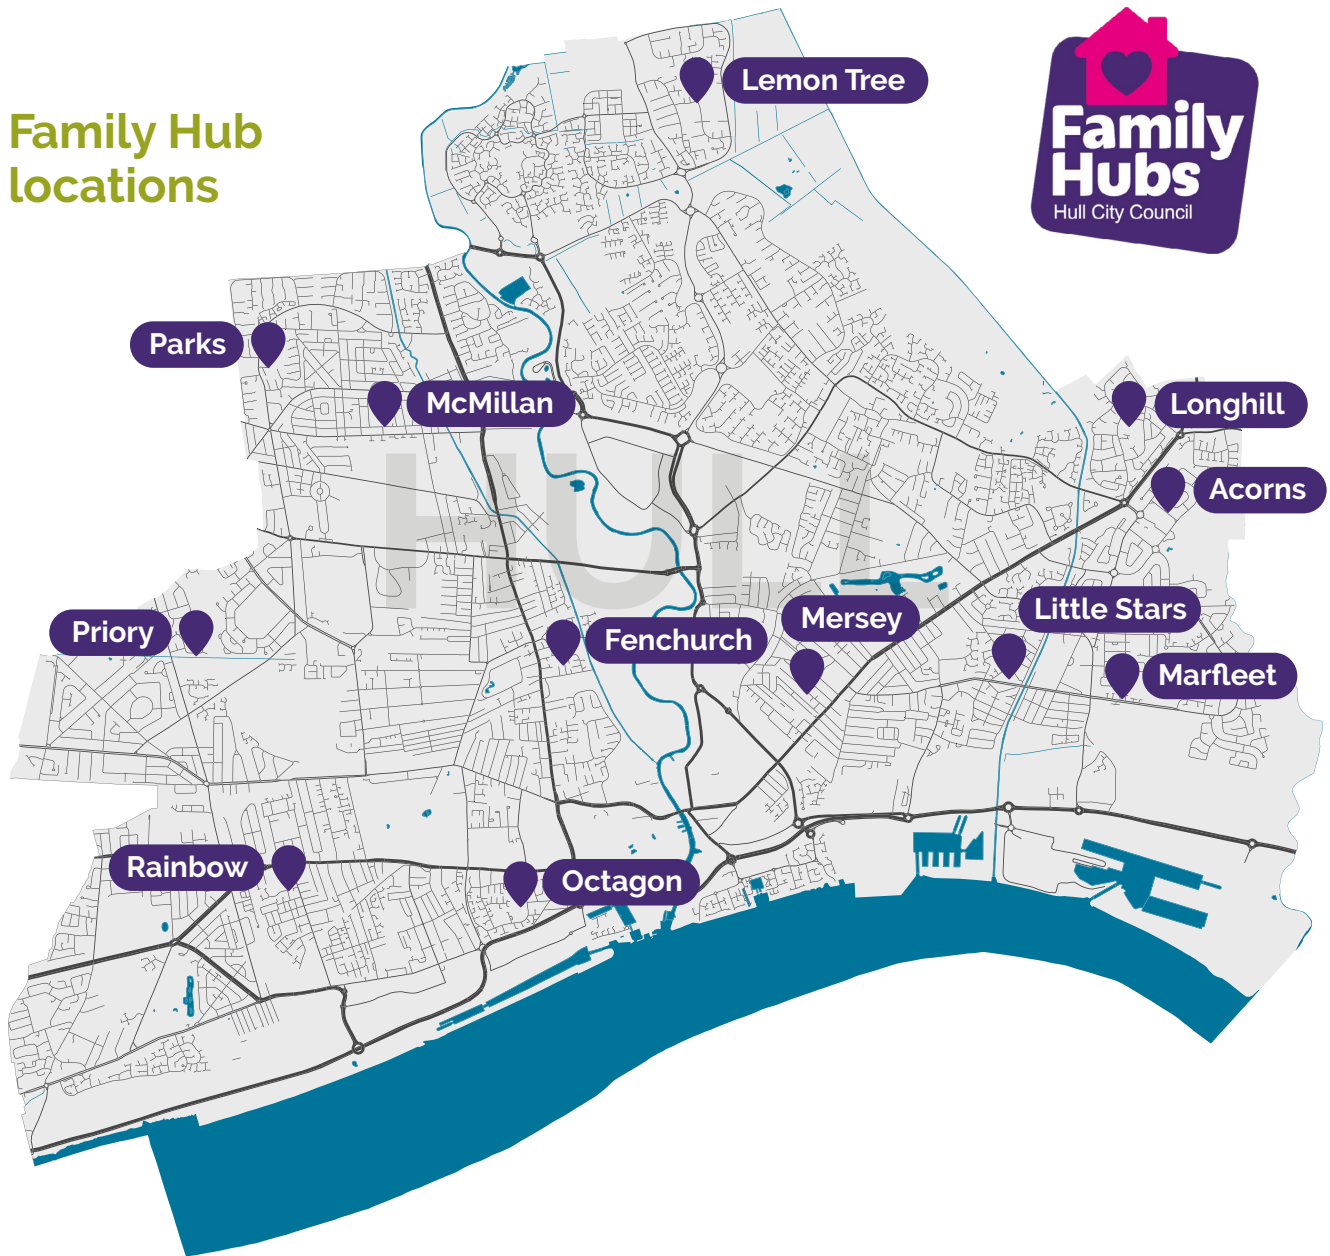 Family Hub
locations
Lemon Tree
Family
Hubs
Hull City Council
Parks
McMillan
Longhill
HULL
Acorns
Little Stars
Mersey
Priory
Fenchurch
Marfleet
Rainbow
Octagon